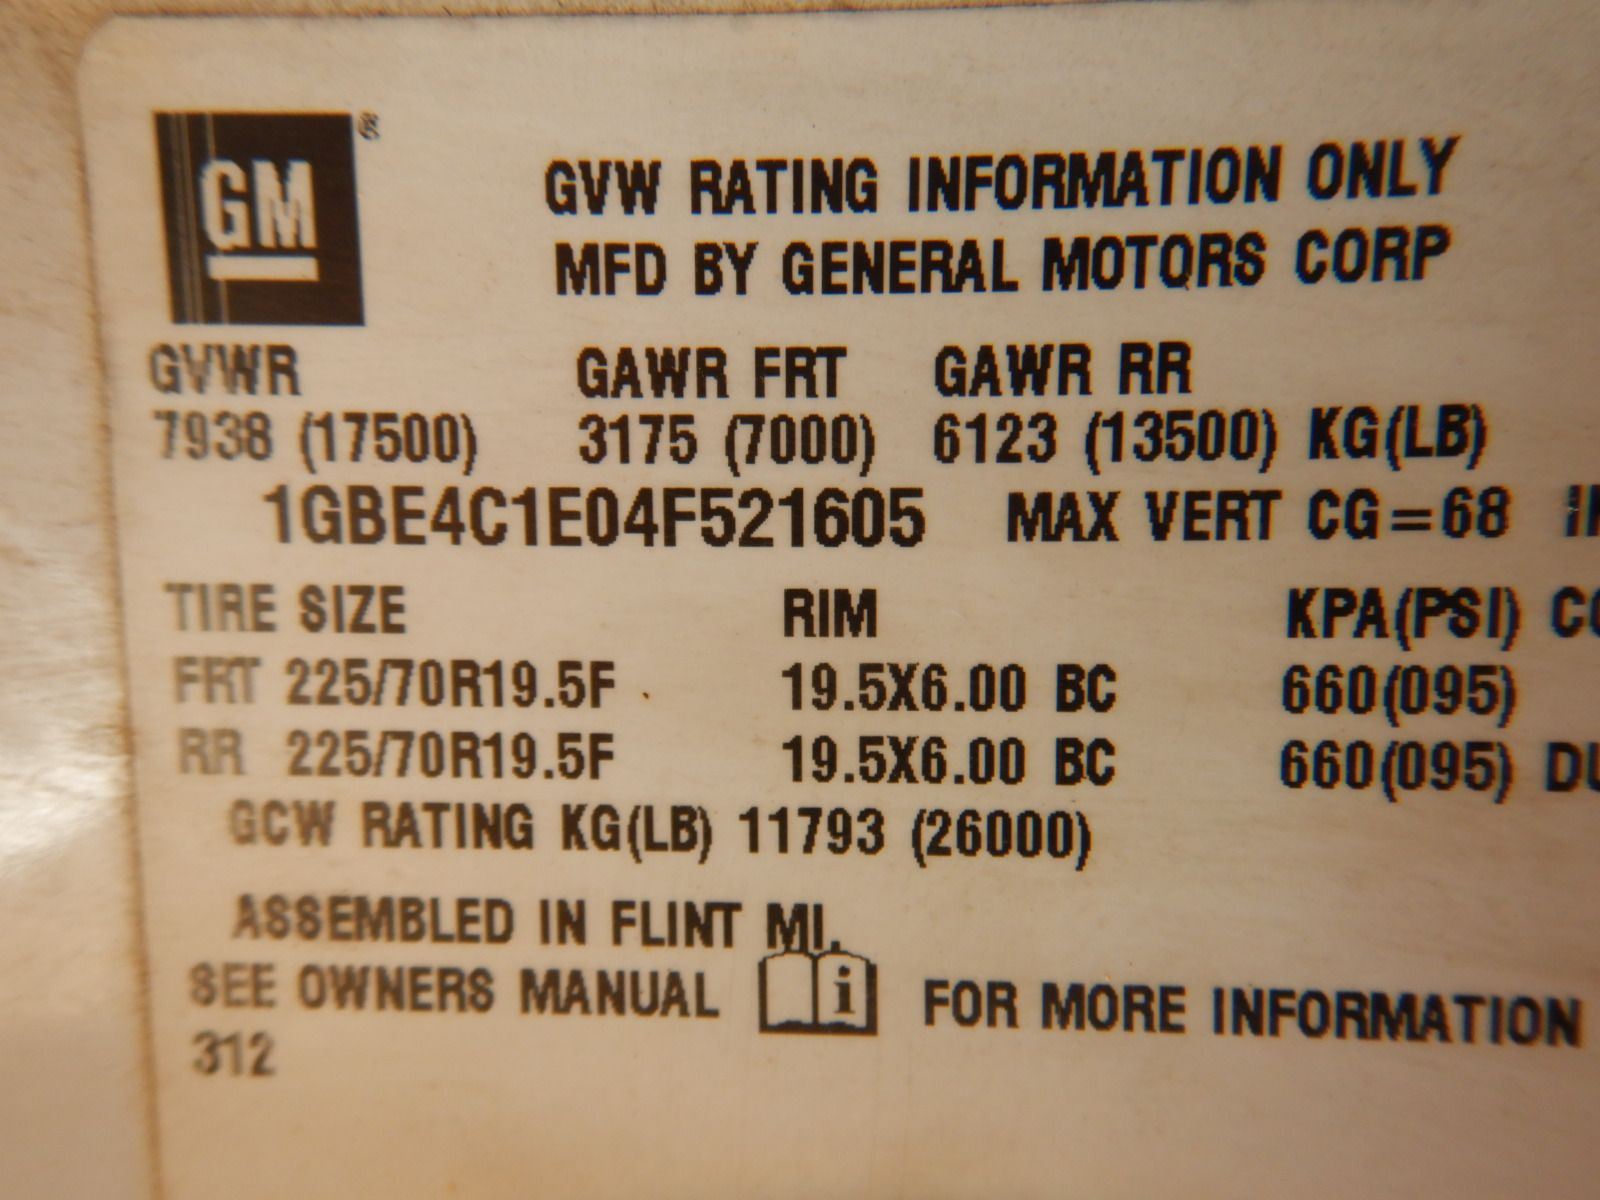 GM®
GVW RATING INFORMATION ONLY
MFD BY GENERAL MOTORS CORP
GVWR GAWR FRT GAWR RR
7938 (17500) 3175 (7000) 6123 (13500) KG(LB)
1GBE4C1E04F521605 MAX VERT CG=68
TIRE SIZE RIM KPA(PSI)
FRT 225/70R19.5F 19.5X6.00 BC 660(095)
RR 225/70R19.5F 19.5X6.00 BC 660(095)
GCW RATING KG(LB) 11793 (26000)
ASSEMBLED IN FLINT MI.
SEE OWNERS MANUAL i FOR MORE INFORMATION
312